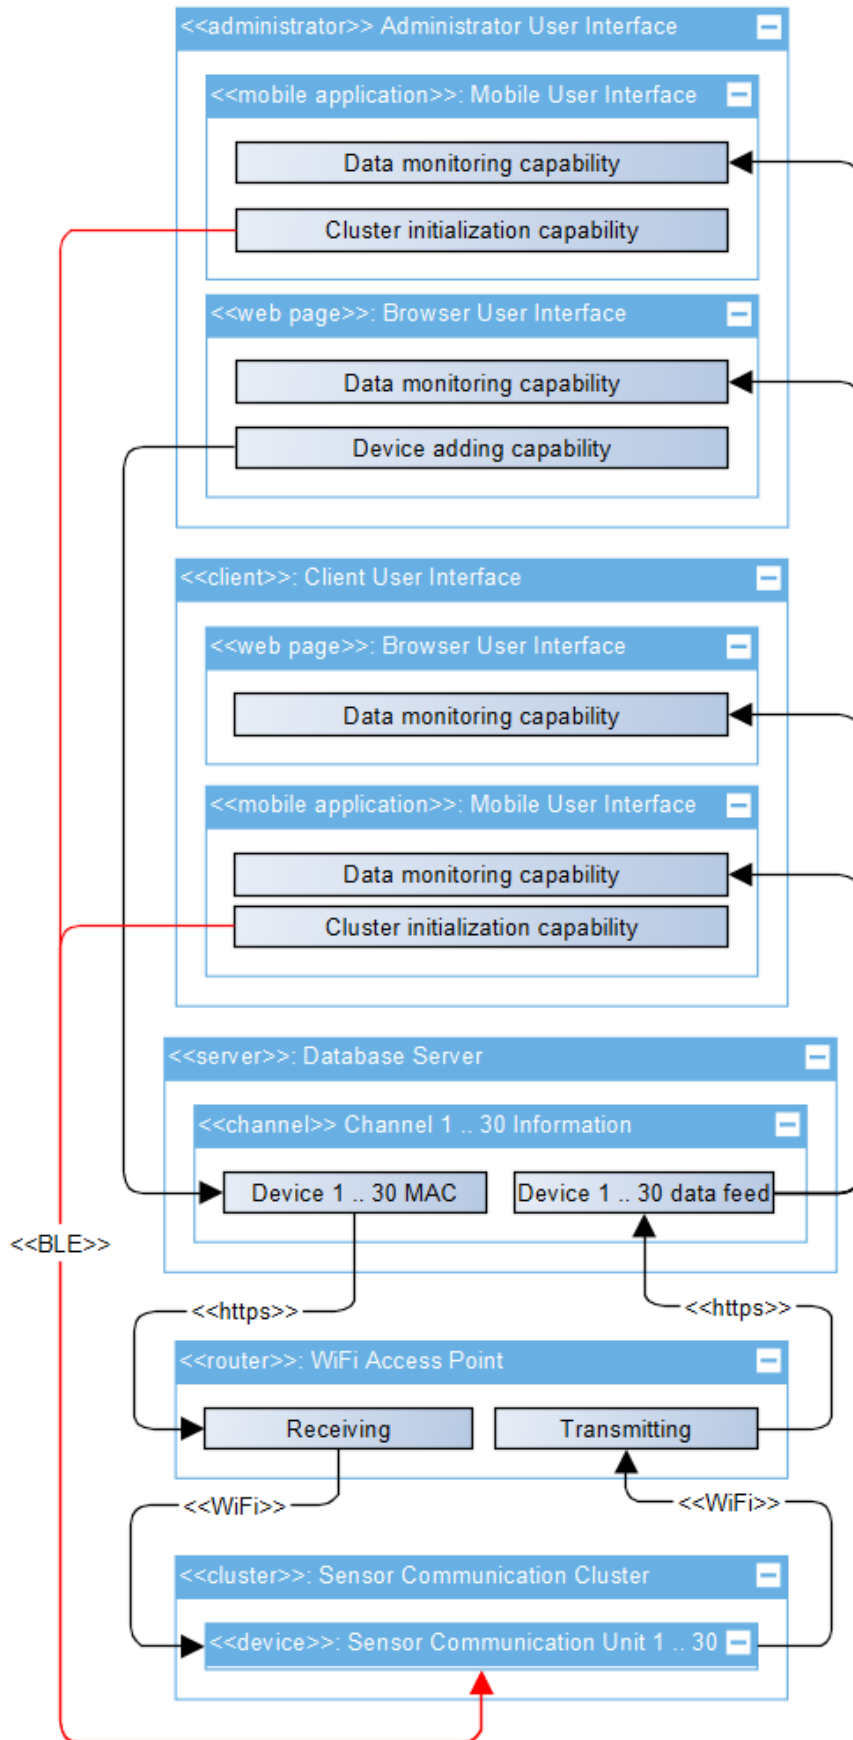 <<administrator>> Administrator User Interface
<<mobile application>>: Mobile User Interface
Data monitoring capability
Cluster initialization capability
<<web page>>: Browser User Interface
Data monitoring capability
Device adding capability
<<client>>: Client User Interface
<<web page>>: Browser User Interface
Data monitoring capability
<<mobile application>>: Mobile User Interface
Data monitoring capability
Cluster initialization capability
<<server>>: Database Server
<<channel>> Channel 1 .. 30 Information
Device 1 .. 30 MAC
Device 1 .. 30 data feed
<<BLE>>
<<https>>
<<https>>
<<router>>: WiFi Access Point
Receiving
Transmitting
<<WiFi>>
<<WiFi>>
<<cluster>>: Sensor Communication Cluster
<<device>>: Sensor Communication Unit 1 .. 30